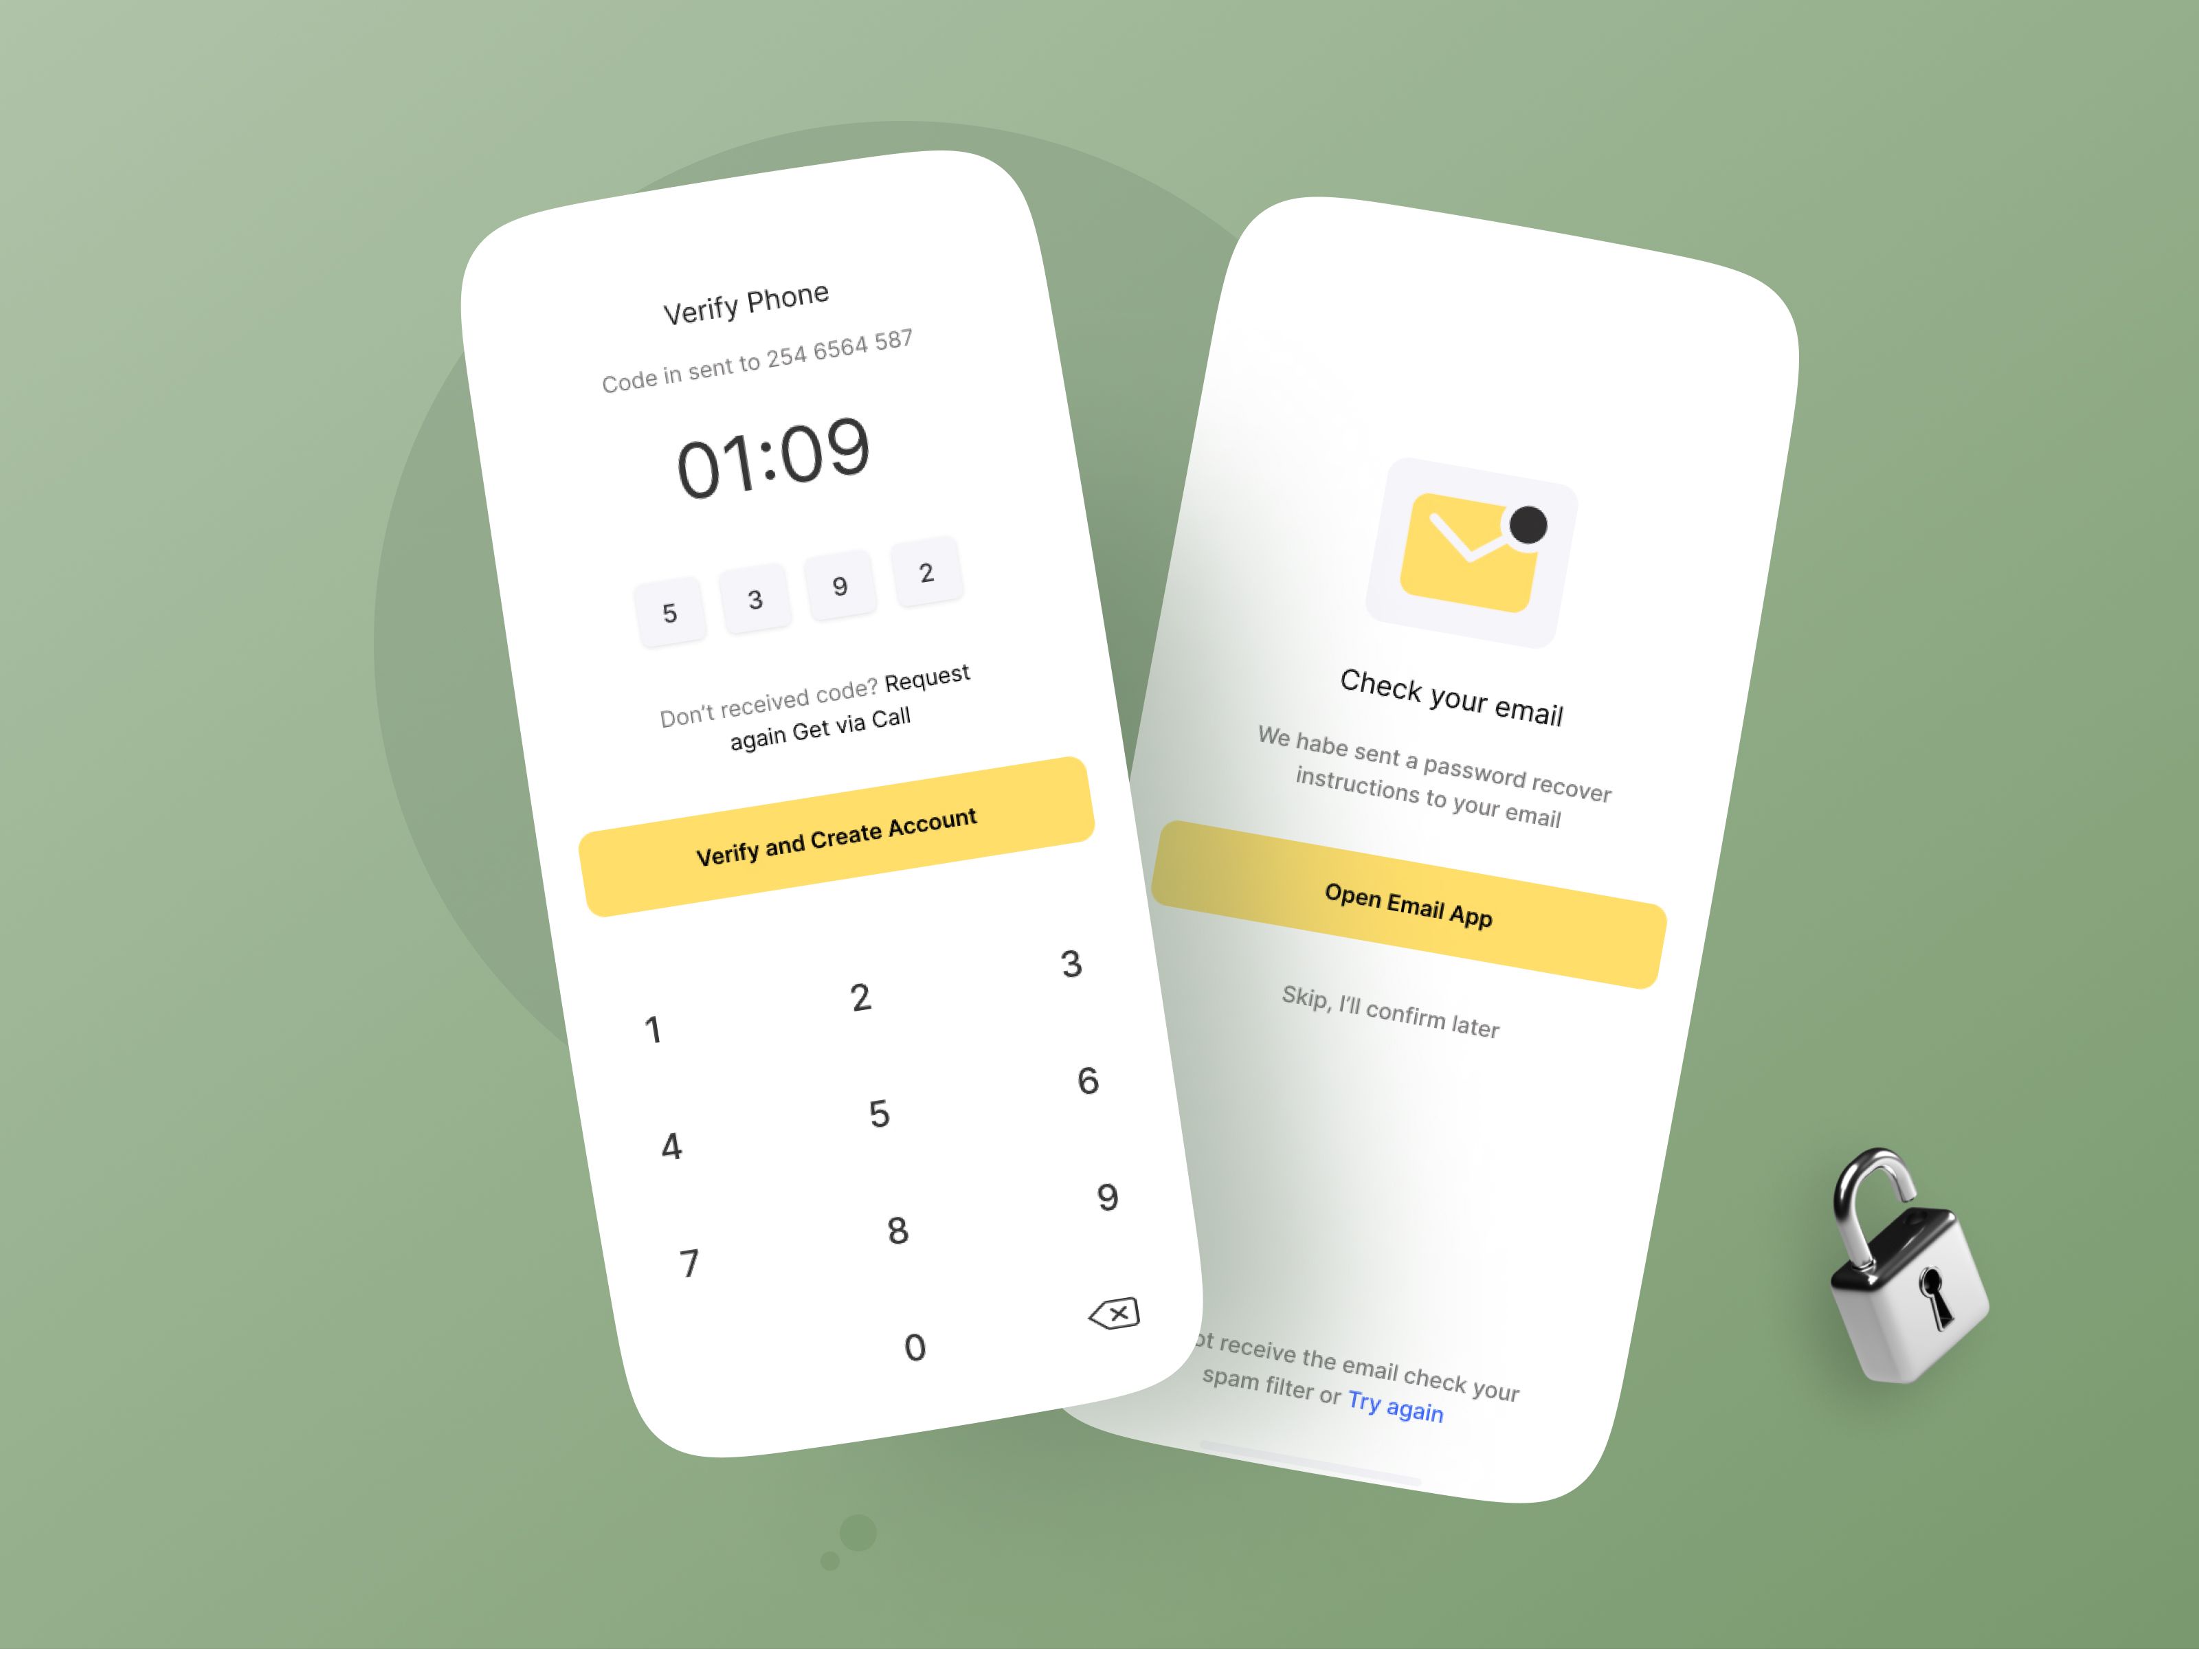 Verify Phone
Code in sent to 254 6564 587
01:09
5 3 9 2
Don't received code? Request
again Get via Call
Verify and Create Account
1 2 3
4 5 6
7 8 9
0
Check your email
We habe sent a password recover
instructions to your email
Open Email App
Skip, I'll confirm later
receive the email check your
spam filter or Try again